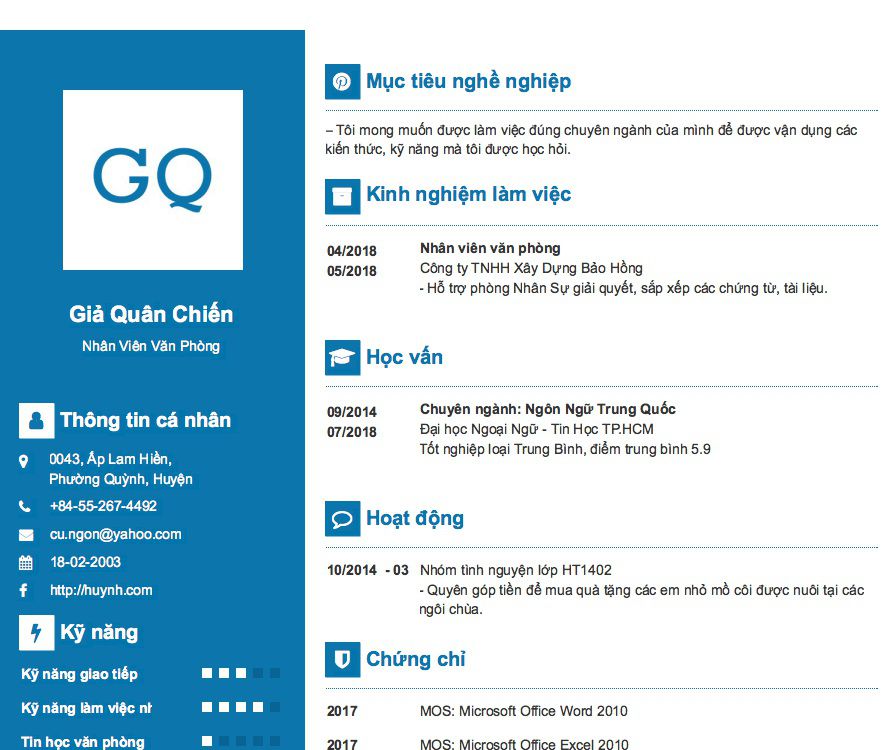 GQ
Giả Quân Chiến
Nhân Viên Văn Phòng
Thông tin cá nhân
0043, Ấp Lam Hiền,
Phường Quỳnh, Huyện
+84-55-267-4492
cu.ngon@yahoo.com
18-02-2003
http://huynh.com
Kỹ năng
Kỹ năng giao tiếp
Kỹ năng làm việc nh
Tin học văn phòng
Mục tiêu nghề nghiệp
– Tôi mong muốn được làm việc đúng chuyên ngành của mình để được vận dụng các
kiến thức, kỹ năng mà tôi được học hỏi.
Kinh nghiệm làm việc
04/2018 Nhân viên văn phòng
05/2018 Công ty TNHH Xây Dựng Bảo Hồng
- Hỗ trợ phòng Nhân Sự giải quyết, sắp xếp các chứng từ, tài liệu.
Học vấn
09/2014 Chuyên ngành: Ngôn Ngữ Trung Quốc
07/2018 Đại học Ngoại Ngữ - Tin Học TP.HCM
Tốt nghiệp loại Trung Bình, điểm trung bình 5.9
Hoạt động
10/2014 - 03 Nhóm tình nguyện lớp HT1402
- Quyên góp tiền để mua quà tặng các em nhỏ mồ côi được nuôi tại các
ngôi chùa.
Chứng chỉ
2017 MOS: Microsoft Office Word 2010
2017 MOS: Microsoft Office Excel 2010